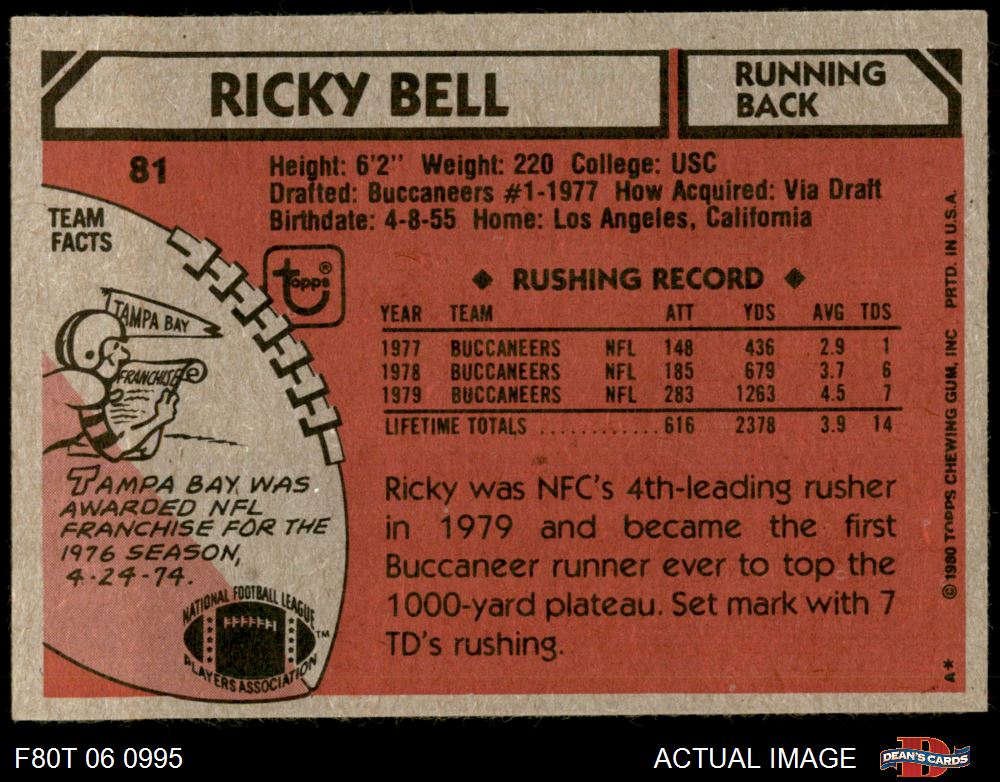 RICKY BELL
RUNNING
BACK
81
Height: 6'2" Weight: 220 College: USC
Drafted: Buccaneers #1-1977 How Acquired: Via Draft
Birthdate: 4-8-55 Home: Los Angeles, California
TEAM
FACTS
topps®
TAMPA BAY
FRANCHISE
TAMPA BAY WAS
AWARDED NFL
FRANCHISE FOR THE
1976 SEASON,
4-24-74.
NATIONAL FOOTBALL LEAGUE
PLAYERS ASSOCIATION
TM
◆ RUSHING RECORD ◆
YEAR TEAM ATT YDS AVG TDS
1977 BUCCANEERS NFL 148 436 2.9 1
1978 BUCCANEERS NFL 185 679 3.7 6
1979 BUCCANEERS NFL 283 1263 4.5 7
LIFETIME TOTALS ............ 616 2378 3.9 14
Ricky was NFC's 4th-leading rusher
in 1979 and became the first
Buccaneer runner ever to top the
1000-yard plateau. Set mark with 7
TD's rushing.
A* © 1980 TOPPS CHEWING GUM, INC PRTD. IN U.S.A.
F80T 06 0995
ACTUAL IMAGE
D
DEAN'S CARDS